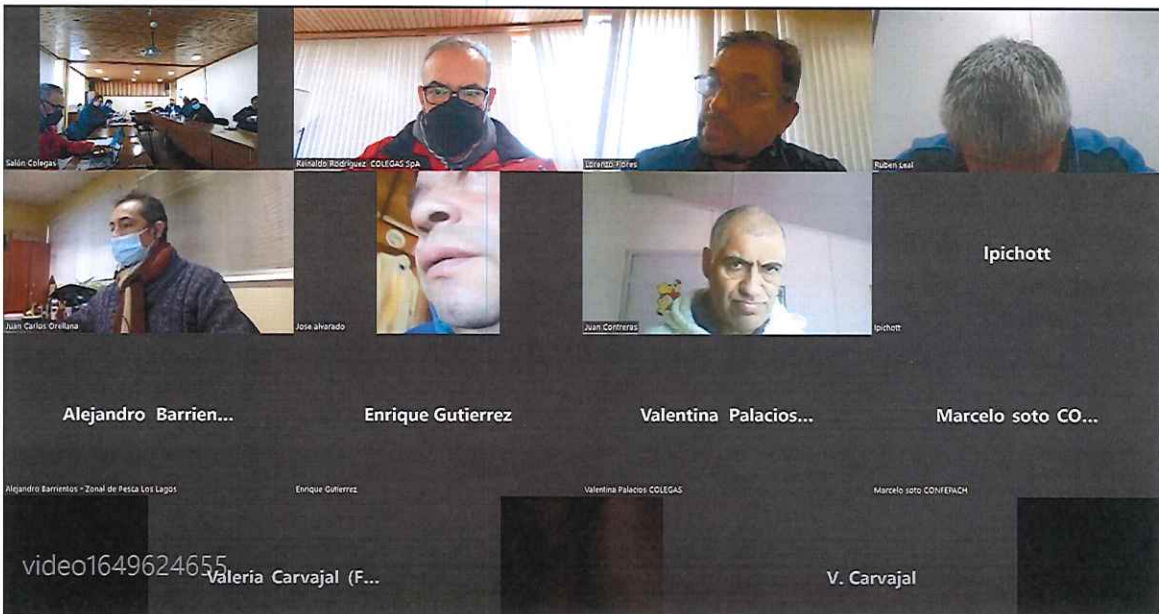 Salón Colegas
Reinaldo Rodriguez COLEGAS SpA
Lorenzo Flores
Ruben Leal
Juan Carlos Orellana
Jose alvarado
Juan Contreras
lpichott
lpichott
Alejandro Barrien...
Enrique Gutierrez
Valentina Palacios...
Marcelo soto CO...
Alejandro Barrientos - Zonal de Pesca Los Lagos
Enrique Gutierrez
Valentina Palacios COLEGAS
Marcelo soto CONFEPACH
video1649624655
Valeria Carvajal (F...
V. Carvajal